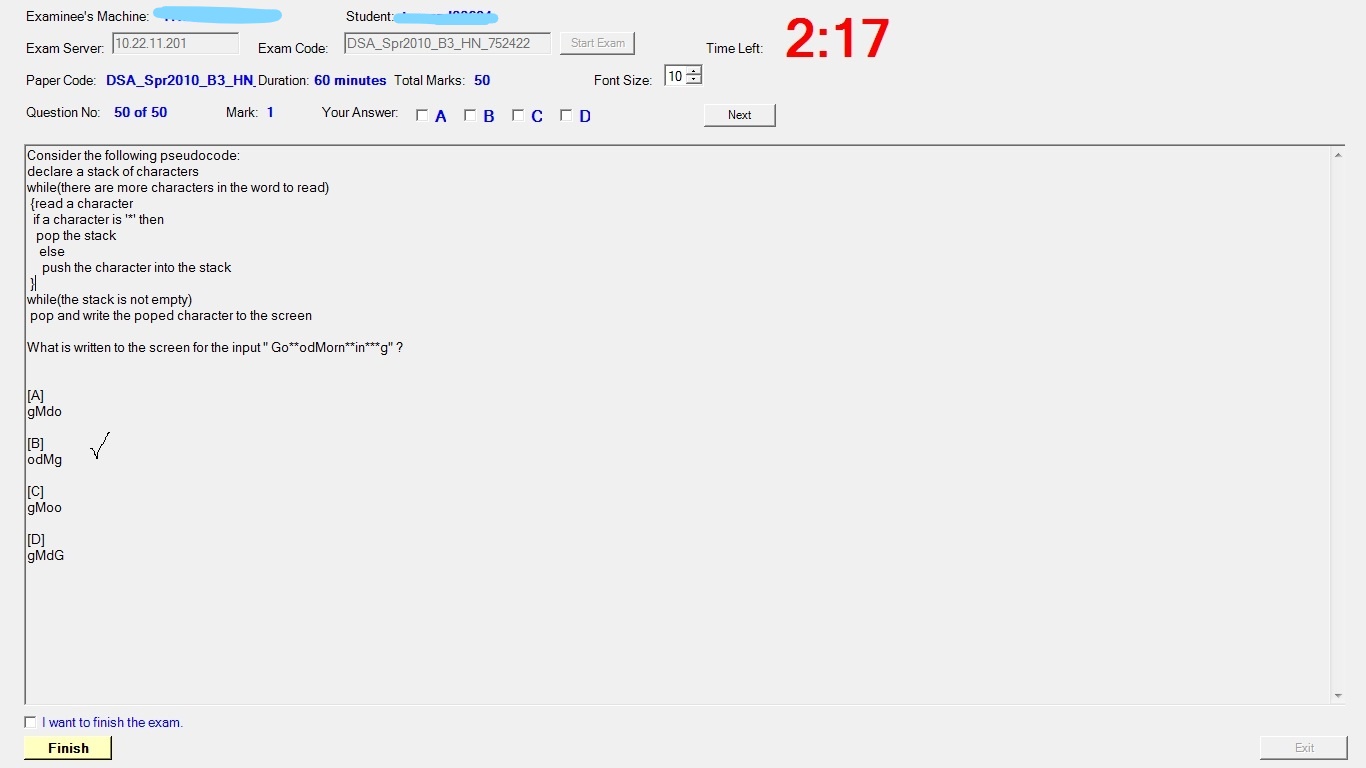 Examinee's Machine: Student:
Exam Server: 10.22.11.201 Exam Code: DSA_Spr2010_B3_HN_752422 Start Exam Time Left: 2:17
Paper Code: DSA_Spr2010_B3_HN_ Duration: 60 minutes Total Marks: 50 Font Size: 10
Question No: 50 of 50 Mark: 1 Your Answer: A B C D Next
Consider the following pseudocode:
declare a stack of characters
while(there are more characters in the word to read)
{read a character
if a character is '*' then
pop the stack
else
push the character into the stack
}
while(the stack is not empty)
pop and write the poped character to the screen
What is written to the screen for the input " Go**odMorn**in***g" ?
[A]
gMdo
[B]
odMg
[C]
gMoo
[D]
gMdG
I want to finish the exam.
Finish Exit